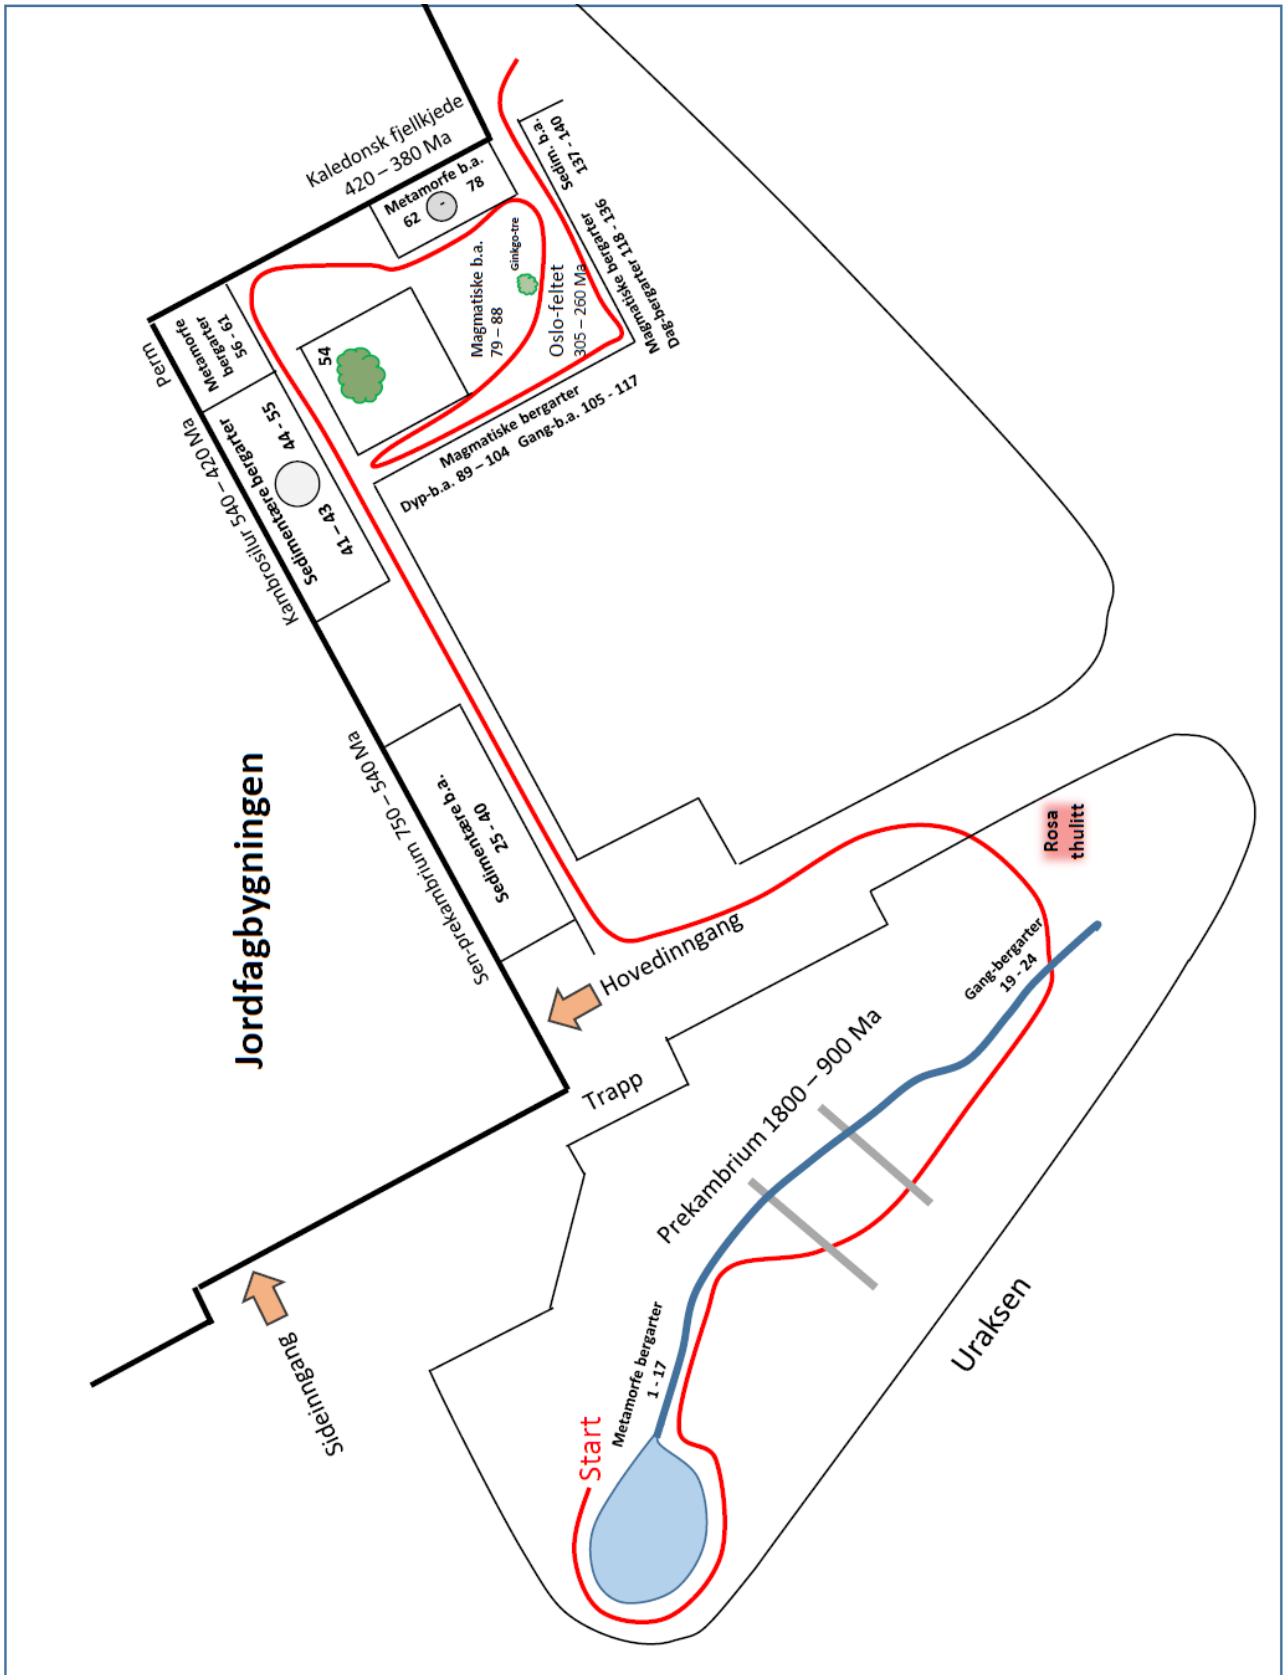 Kaledonsk fjellkjede
420 – 380 Ma
Metamorfe b.a.
62 - 78
Sedim. b.a.
137 - 140
Magmatiske bergarter
Dag-bergarter 118 - 136
Ginkgo-tre
Magmatiske b.a.
79 – 88
Oslo-feltet
305 – 260 Ma
54
Perm
Metamorfe
bergarter
56 - 61
Kambrosilur 540 – 420 Ma
Sedimentære bergarter
41 – 43
44 - 55
Magmatiske bergarter
Dyp-b.a. 89 – 104 Gang-b.a. 105 - 117
Jordfagbygningen
Sen-prekambrium 750 – 540 Ma
Sedimentære b.a.
25 - 40
Rosa
thulitt
Hovedinngang
Gang-bergarter
19 - 24
Trapp
Prekambrium 1800 – 900 Ma
Sideinngang
Uraksen
Metamorfe bergarter
1 - 17
Start